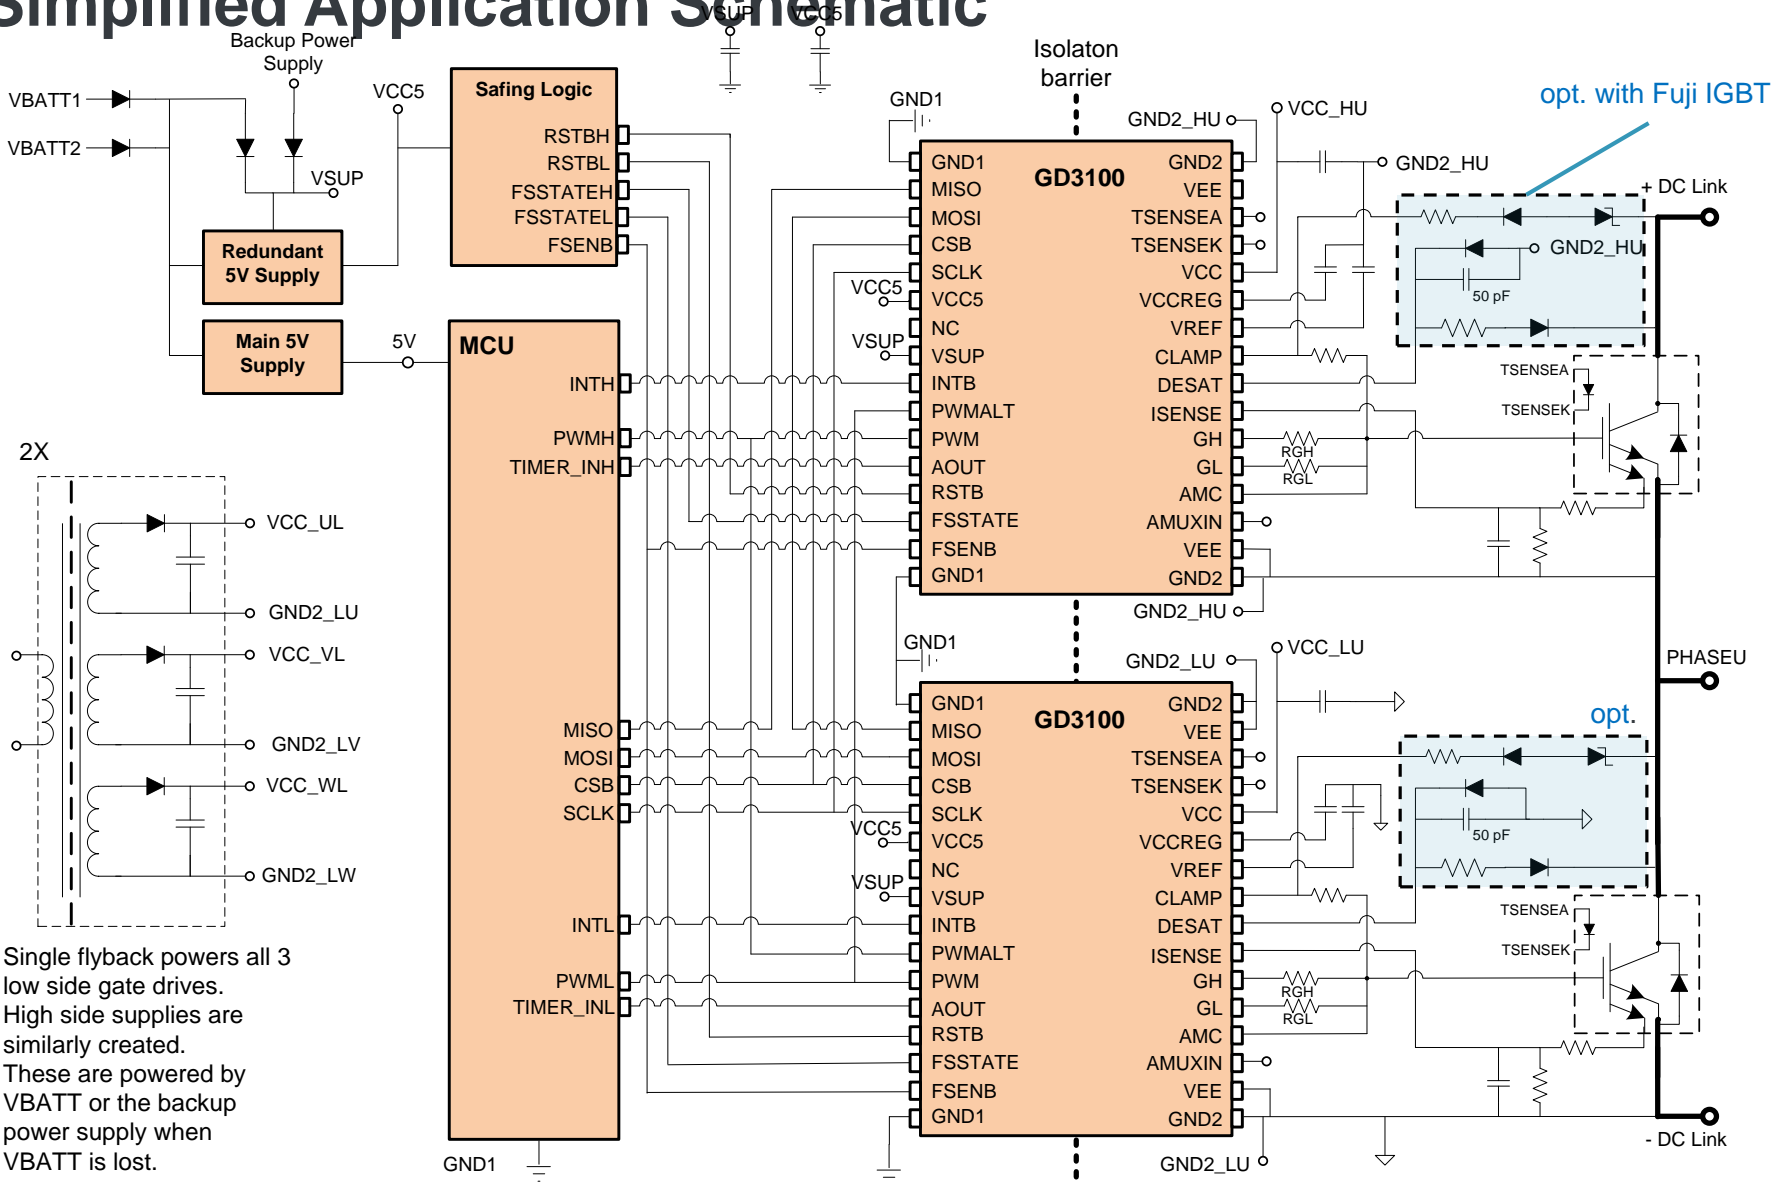 Simplified Application Schematic
VSUP
VCC5
Backup Power
Supply
VBATT1
VBATT2
VCC5
VSUP
Redundant
5V Supply
Main 5V
Supply
5V
Safing Logic
RSTBH
RSTBL
FSSTATEH
FSSTATEL
FSENB
MCU
INTH
PWMH
TIMER_INH
MISO
MOSI
CSB
SCLK
INTL
PWML
TIMER_INL
GND1
2X
VCC_UL
GND2_LU
VCC_VL
GND2_LV
VCC_WL
GND2_LW
Single flyback powers all 3
low side gate drives.
High side supplies are
similarly created.
These are powered by
VBATT or the backup
power supply when
VBATT is lost.
Isolaton
barrier
GND1
VCC5
VSUP
GD3100
GND1
MISO
MOSI
CSB
SCLK
VCC5
NC
VSUP
INTB
PWMALT
PWM
AOUT
RSTB
FSSTATE
FSENB
GND1
GND2
VEE
TSENSEA
TSENSEK
VCC
VCCREG
VREF
CLAMP
DESAT
ISENSE
GH
GL
AMC
AMUXIN
VEE
GND2
GND2_HU
VCC_HU
GND2_HU
RGH
RGL
GND2_HU
opt. with Fuji IGBT
+ DC Link
GND2_HU
50 pF
TSENSEA
TSENSEK
PHASEU
GND1
VCC5
VSUP
GD3100
GND1
MISO
MOSI
CSB
SCLK
VCC5
NC
VSUP
INTB
PWMALT
PWM
AOUT
RSTB
FSSTATE
FSENB
GND1
GND2
VEE
TSENSEA
TSENSEK
VCC
VCCREG
VREF
CLAMP
DESAT
ISENSE
GH
GL
AMC
AMUXIN
VEE
GND2
GND2_LU
VCC_LU
RGH
RGL
GND2_LU
opt.
50 pF
TSENSEA
TSENSEK
- DC Link